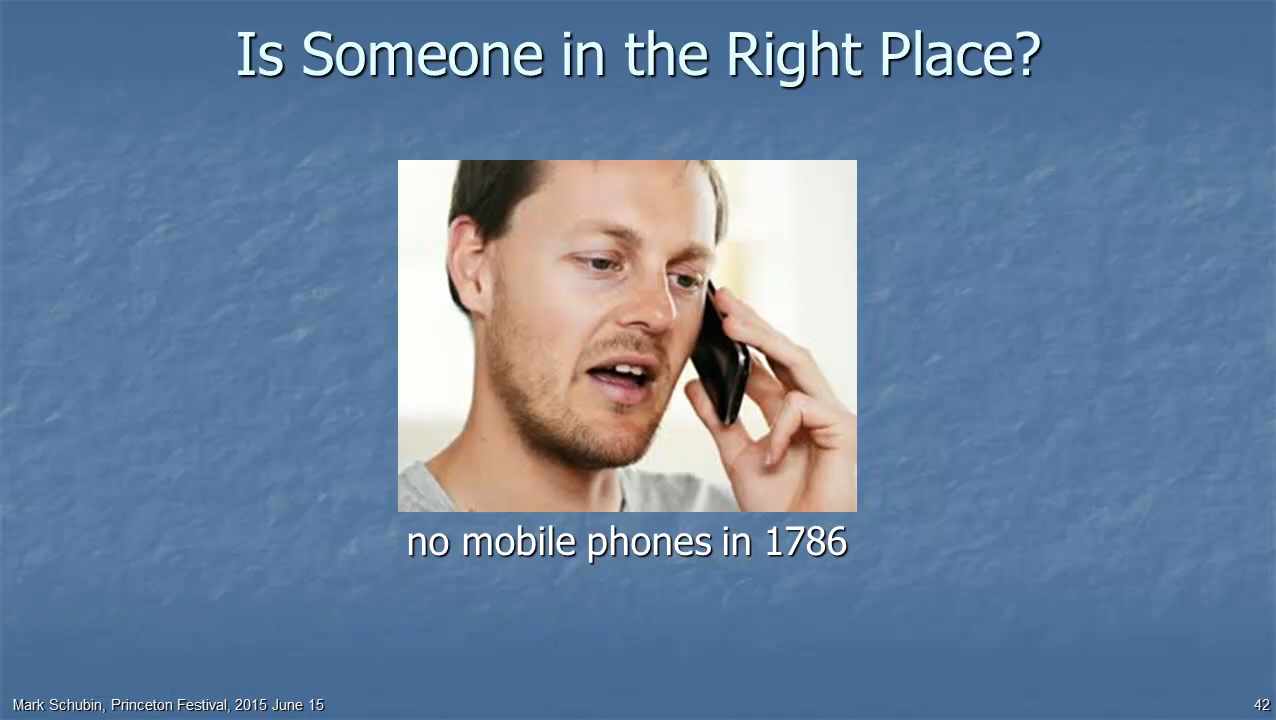 Is Someone in the Right Place?
no mobile phones in 1786
Mark Schubin, Princeton Festival, 2015 June 15
42